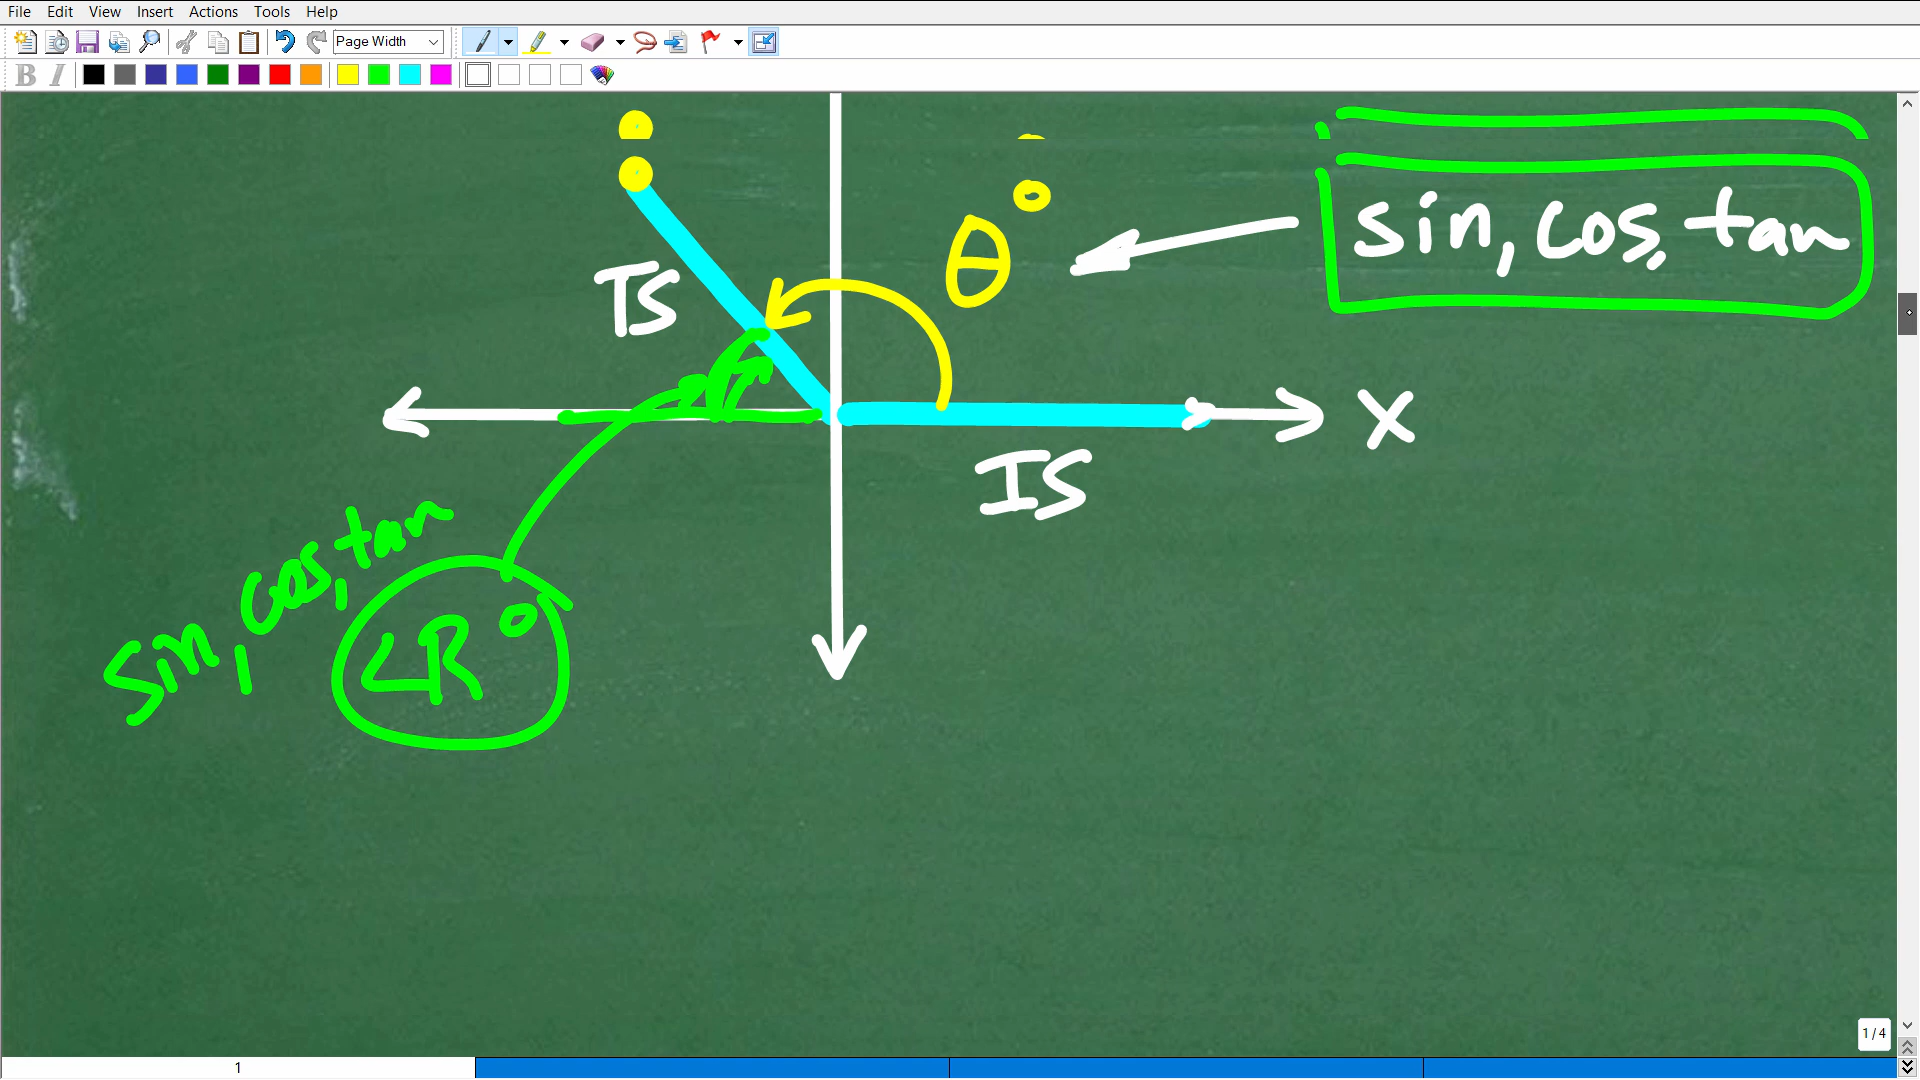 File Edit View Insert Actions Tools Help
Page Width
B I
θ°
sin, cos, tan
TS
X
IS
sin, cos, tan
∠R°
1 / 4
1